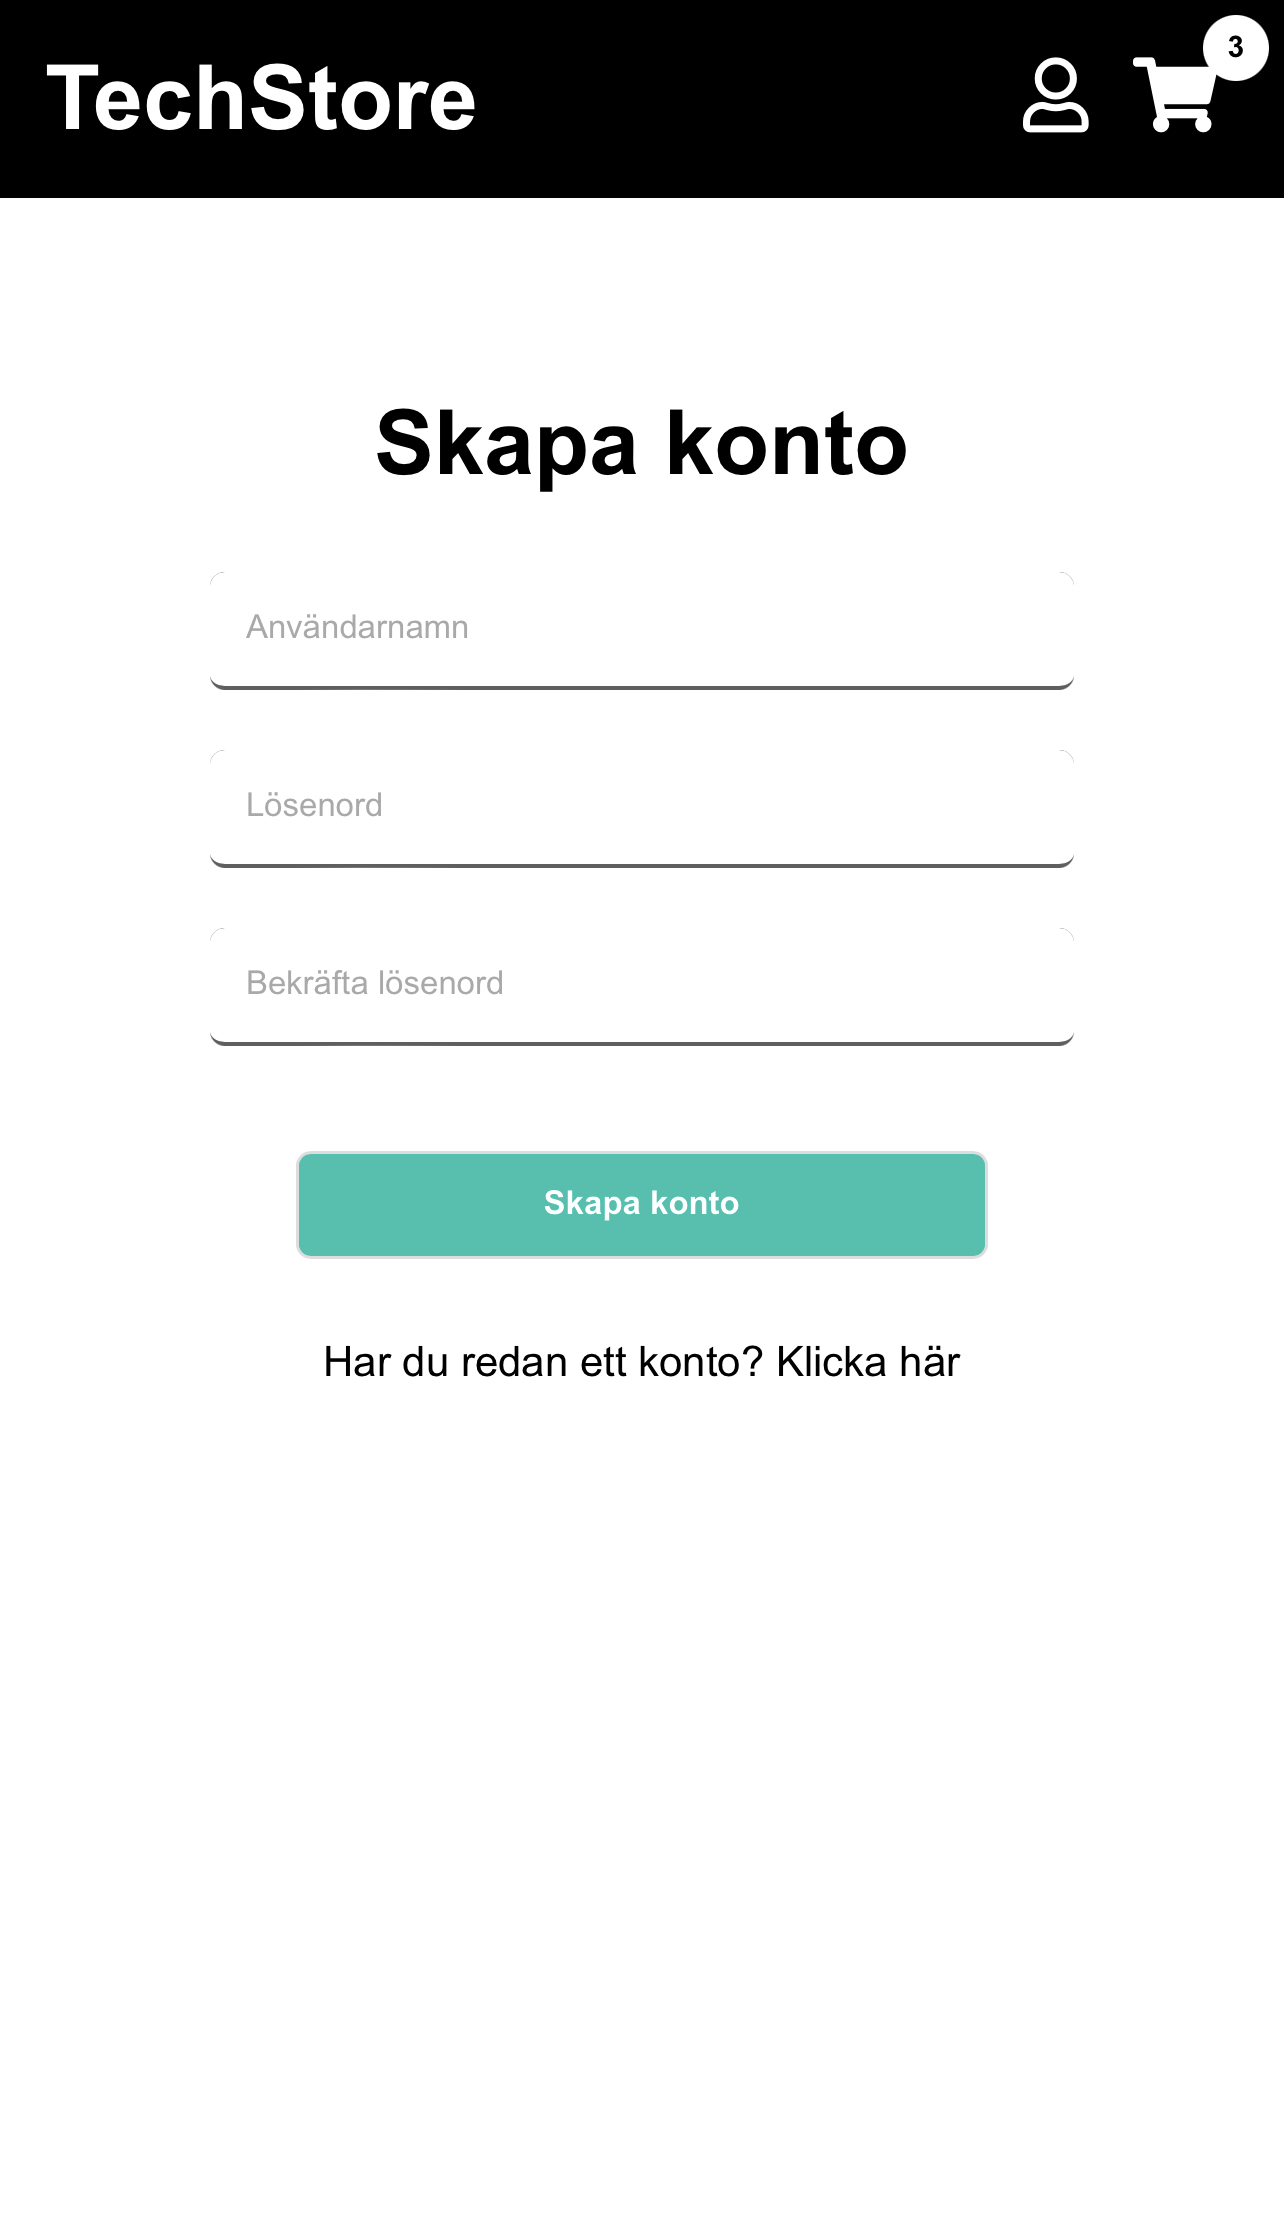 TechStore
3
Skapa konto
Användarnamn
Lösenord
Bekräfta lösenord
Skapa konto
Har du redan ett konto? Klicka här